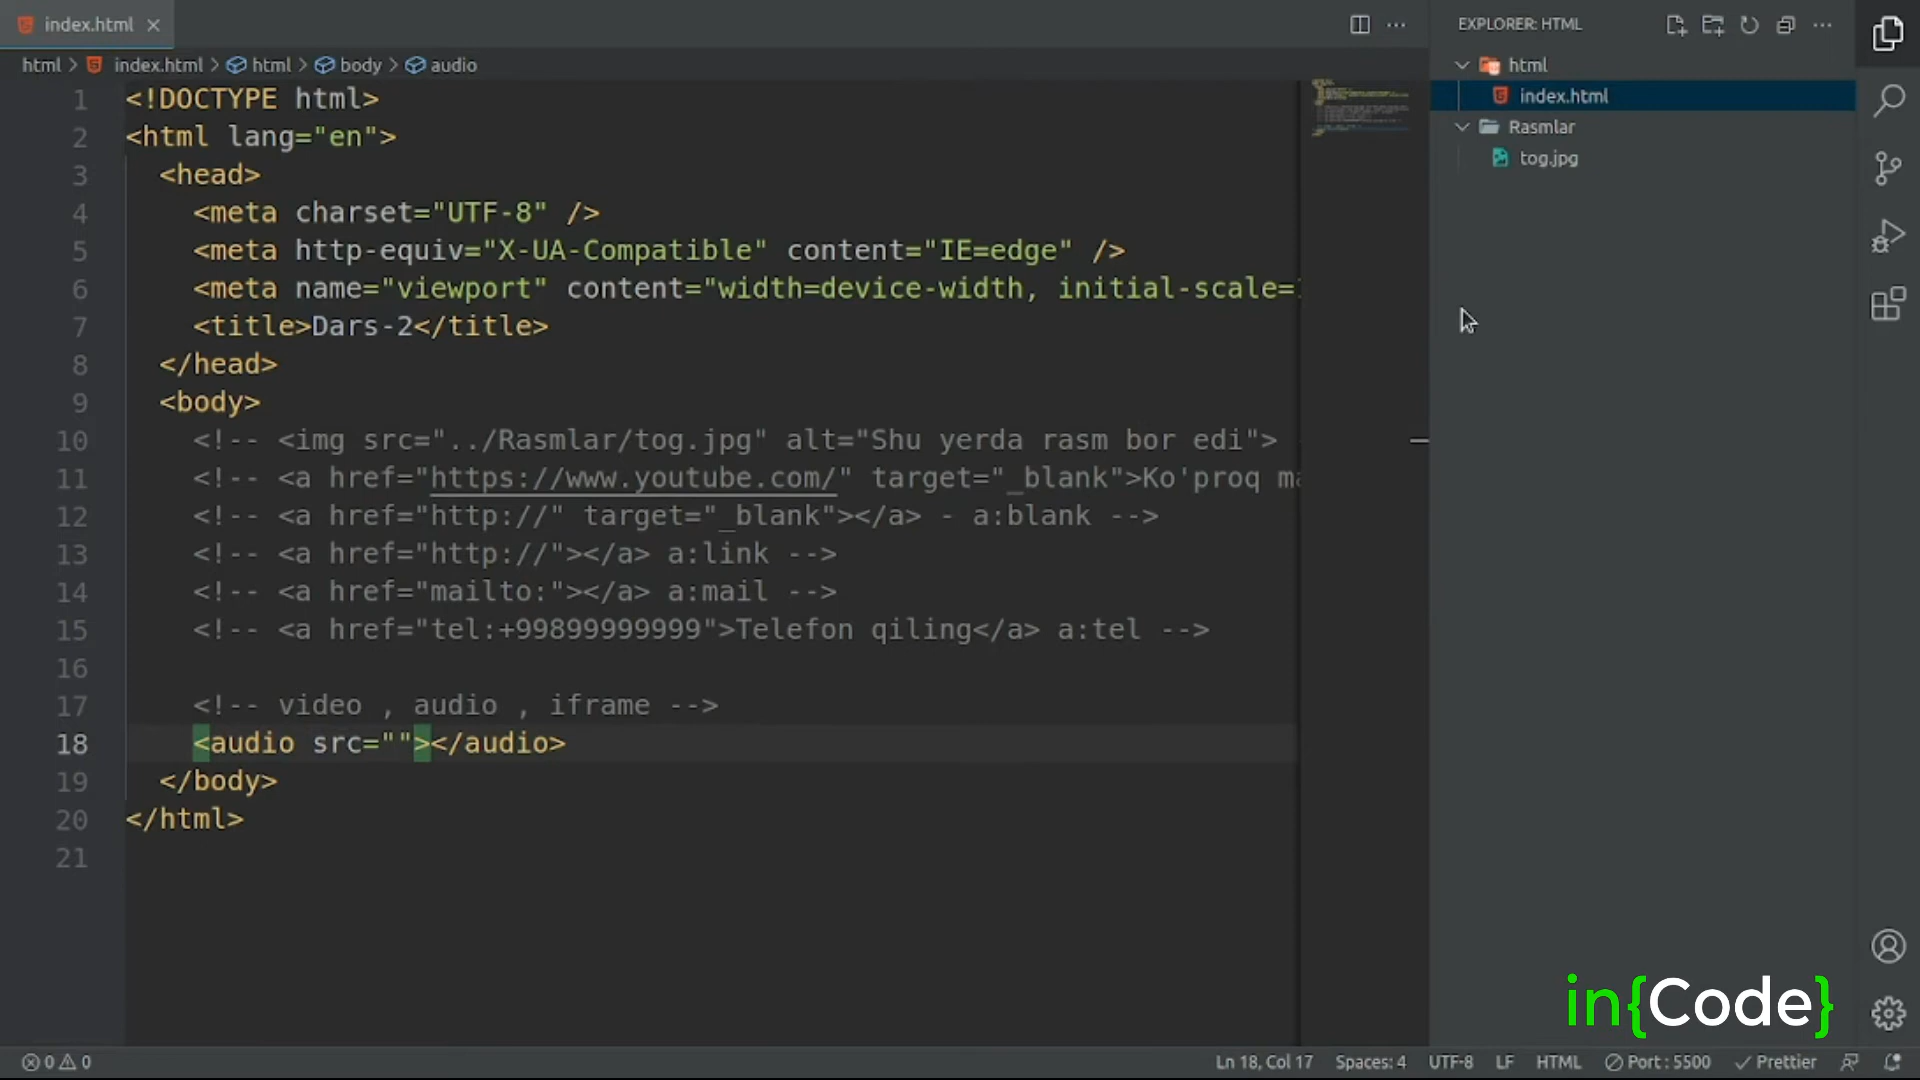 index.html
EXPLORER: HTML
html > index.html > html > body > audio
html
index.html
Rasmlar
tog.jpg
1 <!DOCTYPE html>
2 <html lang="en">
3 <head>
4 <meta charset="UTF-8" />
5 <meta http-equiv="X-UA-Compatible" content="IE=edge" />
6 <meta name="viewport" content="width=device-width, initial-scale=
7 <title>Dars-2</title>
8 </head>
9 <body>
10 <!-- <img src="../Rasmlar/tog.jpg" alt="Shu yerda rasm bor edi">
11 <!-- <a href="https://www.youtube.com/" target="_blank">Ko'proq ma
12 <!-- <a href="http://" target="_blank"></a> - a:blank -->
13 <!-- <a href="http://"></a> a:link -->
14 <!-- <a href="mailto:"></a> a:mail -->
15 <!-- <a href="tel:+99899999999">Telefon qiling</a> a:tel -->
16
17 <!-- video , audio , iframe -->
18 <audio src=""></audio>
19 </body>
20 </html>
21
in{Code}
0 0 Ln 18, Col 17 Spaces: 4 UTF-8 LF HTML Port : 5500 Prettier